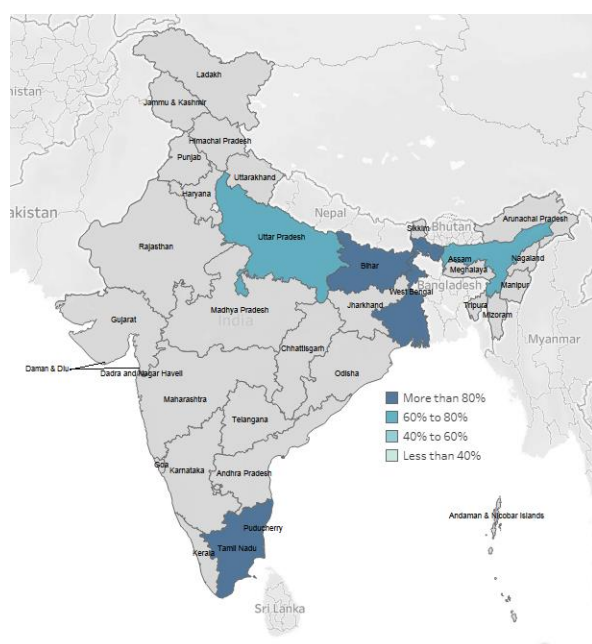 Ladakh
Jammu & Kashmir
Himachal Pradesh
Punjab
Uttarakhand
Haryana
Nepal
Sikkim
Bhutan
Arunachal Pradesh
akistan
Rajasthan
Uttar Pradesh
Assam
Nagaland
Bihar
Meghalaya
Manipur
Bangladesh
West Bengal
Tripura
Mizoram
Jharkhand
Gujarat
Madhya Pradesh
India
Myanmar
Chhattisgarh
Daman & Diu
Dadra and Nagar Haveli
Odisha
Maharashtra
More than 80%
60% to 80%
40% to 60%
Less than 40%
Telangana
Goa
Karnataka
Andhra Pradesh
Andaman & Nicobar Islands
Puducherry
Kerala
Tamil Nadu
Sri Lanka